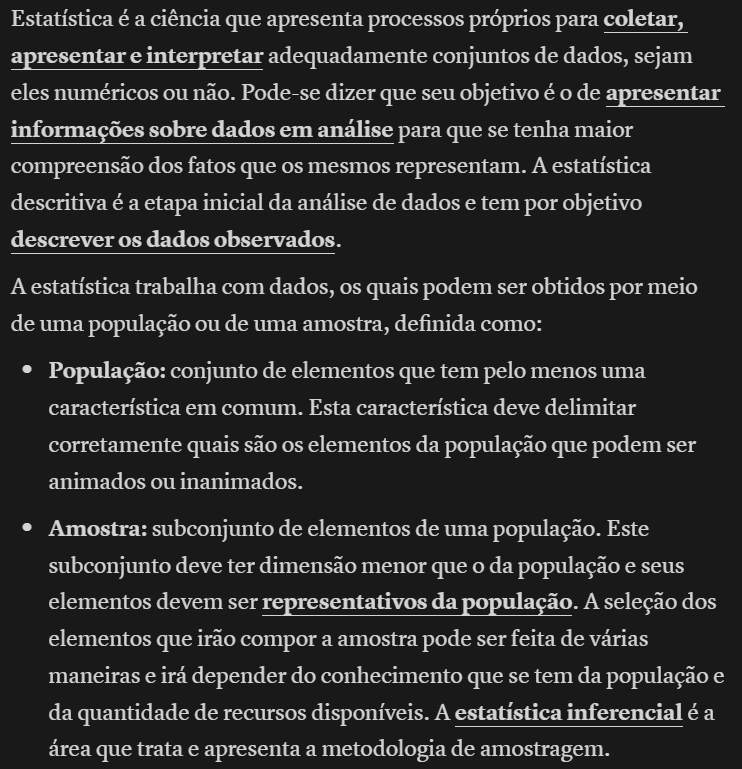 Estatística é a ciência que apresenta processos próprios para coletar,
apresentar e interpretar adequadamente conjuntos de dados, sejam
eles numéricos ou não. Pode-se dizer que seu objetivo é o de apresentar
informações sobre dados em análise para que se tenha maior
compreensão dos fatos que os mesmos representam. A estatística
descritiva é a etapa inicial da análise de dados e tem por objetivo
descrever os dados observados.
A estatística trabalha com dados, os quais podem ser obtidos por meio
de uma população ou de uma amostra, definida como:
• População: conjunto de elementos que tem pelo menos uma
característica em comum. Esta característica deve delimitar
corretamente quais são os elementos da população que podem ser
animados ou inanimados.
• Amostra: subconjunto de elementos de uma população. Este
subconjunto deve ter dimensão menor que o da população e seus
elementos devem ser representativos da população. A seleção dos
elementos que irão compor a amostra pode ser feita de várias
maneiras e irá depender do conhecimento que se tem da população e
da quantidade de recursos disponíveis. A estatística inferencial é a
área que trata e apresenta a metodologia de amostragem.